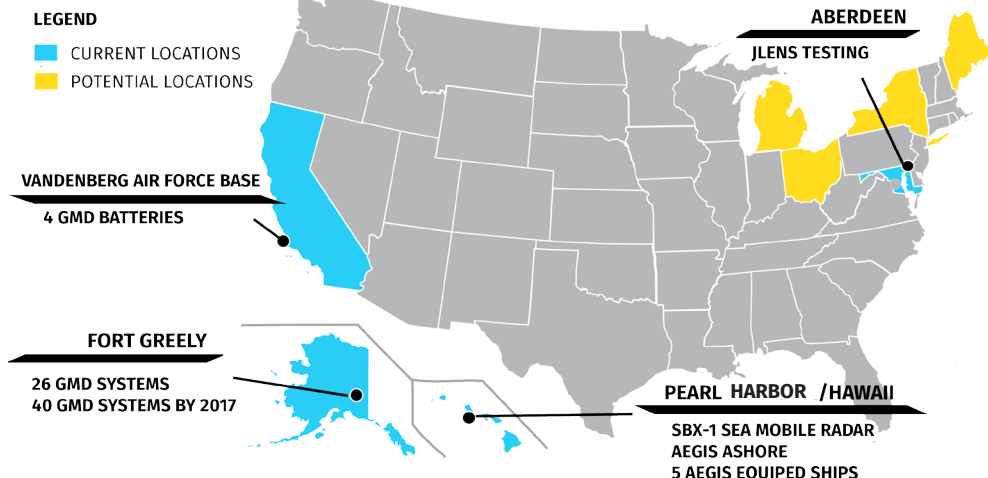 LEGEND
CURRENT LOCATIONS
POTENTIAL LOCATIONS
ABERDEEN
JLENS TESTING
VANDENBERG AIR FORCE BASE
4 GMD BATTERIES
FORT GREELY
26 GMD SYSTEMS
40 GMD SYSTEMS BY 2017
PEARL HARBOR /HAWAII
SBX-1 SEA MOBILE RADAR
AEGIS ASHORE
5 AEGIS EQUIPED SHIPS